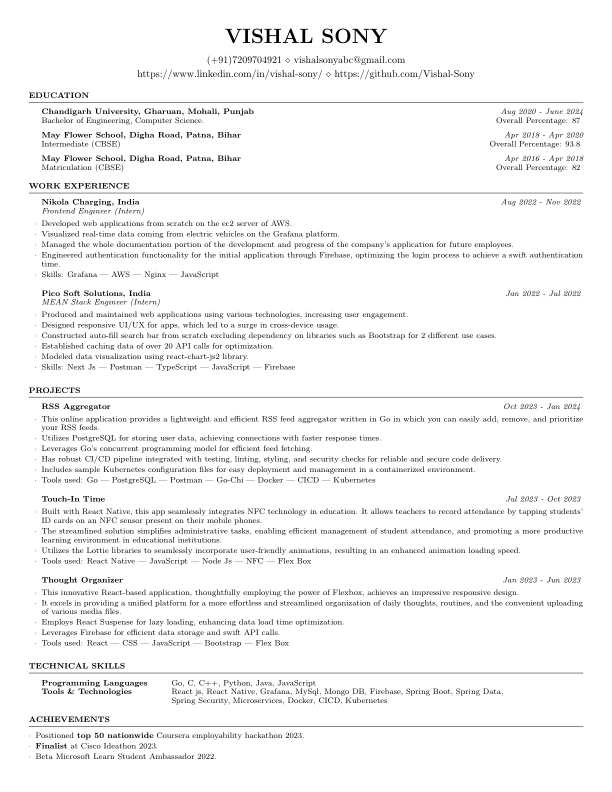 VISHAL SONY
(+91)7209704921 ⋄ vishalsonyabc@gmail.com
https://www.linkedin.com/in/vishal-sony/ ⋄ https://github.com/Vishal-Sony
EDUCATION
Chandigarh University, Gharuan, Mohali, Punjab Aug 2020 - June 2024
Bachelor of Engineering, Computer Science. Overall Percentage: 87
May Flower School, Digha Road, Patna, Bihar Apr 2018 - Apr 2020
Intermediate (CBSE) Overall Percentage: 93.8
May Flower School, Digha Road, Patna, Bihar Apr 2016 - Apr 2018
Matriculation (CBSE) Overall Percentage: 82
WORK EXPERIENCE
Nikola Charging, India Aug 2022 - Nov 2022
Frontend Engineer (Intern)
· Developed web applications from scratch on the ec2 server of AWS.
· Visualized real-time data coming from electric vehicles on the Grafana platform.
· Managed the whole documentation portion of the development and progress of the company's application for future employees.
· Engineered authentication functionality for the initial application through Firebase, optimizing the login process to achieve a swift authentication
time.
· Skills: Grafana — AWS — Nginx — JavaScript
Pico Soft Solutions, India Jan 2022 - Jul 2022
MEAN Stack Engineer (Intern)
· Produced and maintained web applications using various technologies, increasing user engagement.
· Designed responsive UI/UX for apps, which led to a surge in cross-device usage.
· Constructed auto-fill search bar from scratch excluding dependency on libraries such as Bootstrap for 2 different use cases.
· Established caching data of over 20 API calls for optimization.
· Modeled data visualization using react-chart-js2 library.
· Skills: Next Js — Postman — TypeScript — JavaScript — Firebase
PROJECTS
RSS Aggregator Oct 2023 - Jan 2024
· This online application provides a lightweight and efficient RSS feed aggregator written in Go in which you can easily add, remove, and prioritize
your RSS feeds.
· Utilizes PostgreSQL for storing user data, achieving connections with faster response times.
· Leverages Go's concurrent programming model for efficient feed fetching.
· Has robust CI/CD pipeline integrated with testing, linting, styling, and security checks for reliable and secure code delivery.
· Includes sample Kubernetes configuration files for easy deployment and management in a containerized environment.
· Tools used: Go — PostgreSQL — Postman — Go-Chi — Docker — CICD — Kubernetes
Touch-In Time Jul 2023 - Oct 2023
· Built with React Native, this app seamlessly integrates NFC technology in education. It allows teachers to record attendance by tapping students'
ID cards on an NFC sensor present on their mobile phones.
· The streamlined solution simplifies administrative tasks, enabling efficient management of student attendance, and promoting a more productive
learning environment in educational institutions.
· Utilizes the Lottie libraries to seamlessly incorporate user-friendly animations, resulting in an enhanced animation loading speed.
· Tools used: React Native — JavaScript — Node Js — NFC — Flex Box
Thought Organizer Jan 2023 - Jun 2023
· This innovative React-based application, thoughtfully employing the power of Flexbox, achieves an impressive responsive design.
· It excels in providing a unified platform for a more effortless and streamlined organization of daily thoughts, routines, and the convenient uploading
of various media files.
· Employs React Suspense for lazy loading, enhancing data load time optimization.
· Leverages Firebase for efficient data storage and swift API calls.
· Tools used: React — CSS — JavaScript — Bootstrap — Flex Box
TECHNICAL SKILLS
Programming Languages Go, C, C++, Python, Java, JavaScript
Tools & Technologies React js, React Native, Grafana, MySql, Mongo DB, Firebase, Spring Boot, Spring Data,
Spring Security, Microservices, Docker, CICD, Kubernetes
ACHIEVEMENTS
· Positioned top 50 nationwide Coursera employability hackathon 2023.
· Finalist at Cisco Ideathon 2023.
· Beta Microsoft Learn Student Ambassador 2022.